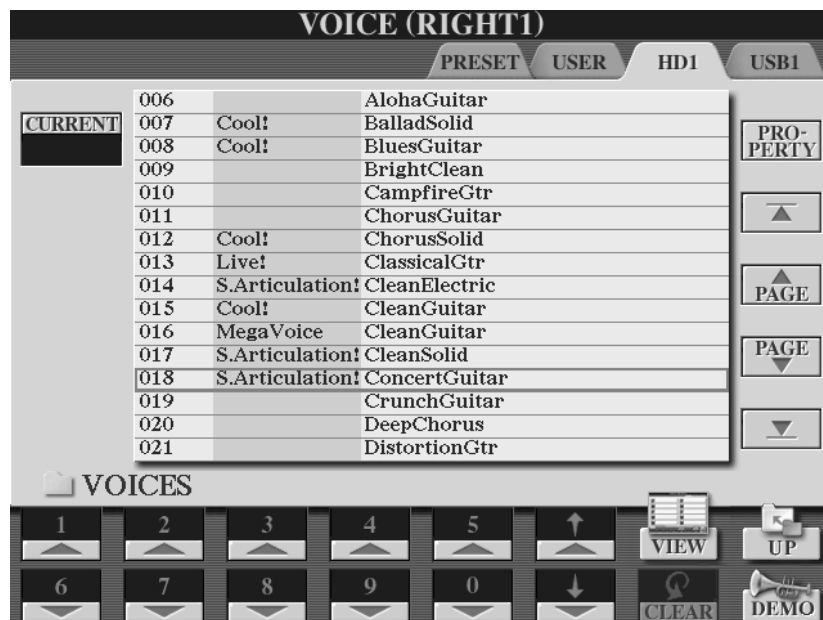 VOICE (RIGHT1)
PRESET USER HD1 USB1
CURRENT
006 AlohaGuitar
007 Cool! BalladSolid
008 Cool! BluesGuitar
009 BrightClean
010 CampfireGtr
011 ChorusGuitar
012 Cool! ChorusSolid
013 Live! ClassicalGtr
014 S.Articulation! CleanElectric
015 Cool! CleanGuitar
016 MegaVoice CleanGuitar
017 S.Articulation! CleanSolid
018 S.Articulation! ConcertGuitar
019 CrunchGuitar
020 DeepChorus
021 DistortionGtr
PRO-
PERTY
PAGE
PAGE
VOICES
1 2 3 4 5
VIEW UP
6 7 8 9 0
CLEAR DEMO